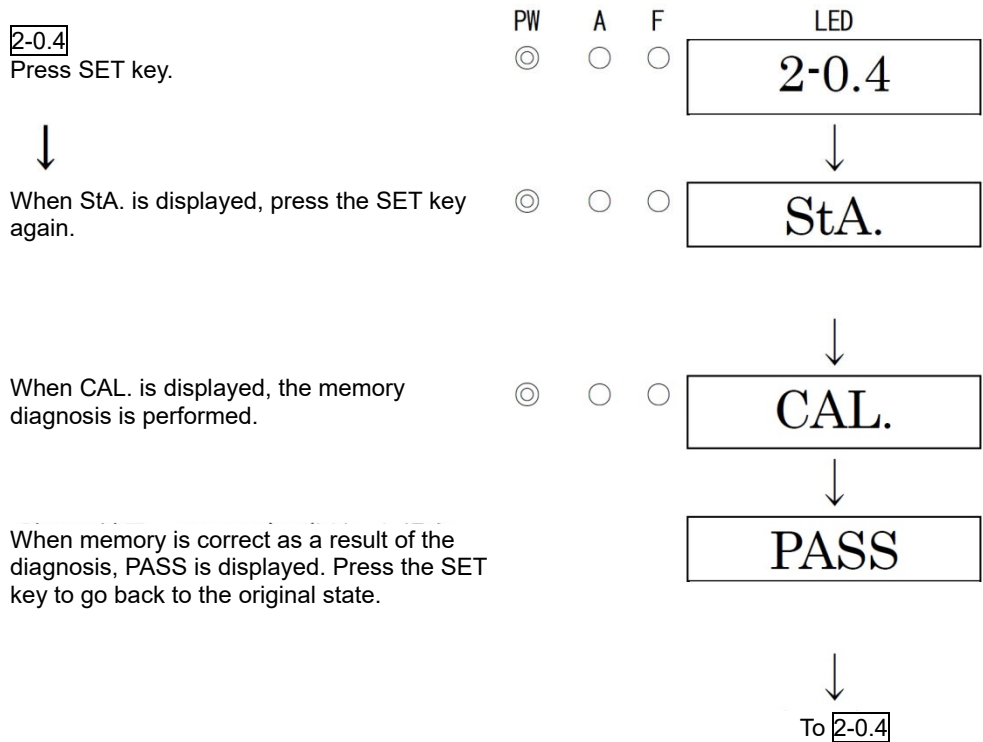 PW A F LED
2-0.4
Press SET key.
2-0.4
When StA. is displayed, press the SET key
again.
StA.
When CAL. is displayed, the memory
diagnosis is performed.
CAL.
When memory is correct as a result of the
diagnosis, PASS is displayed. Press the SET
key to go back to the original state.
PASS
To 2-0.4